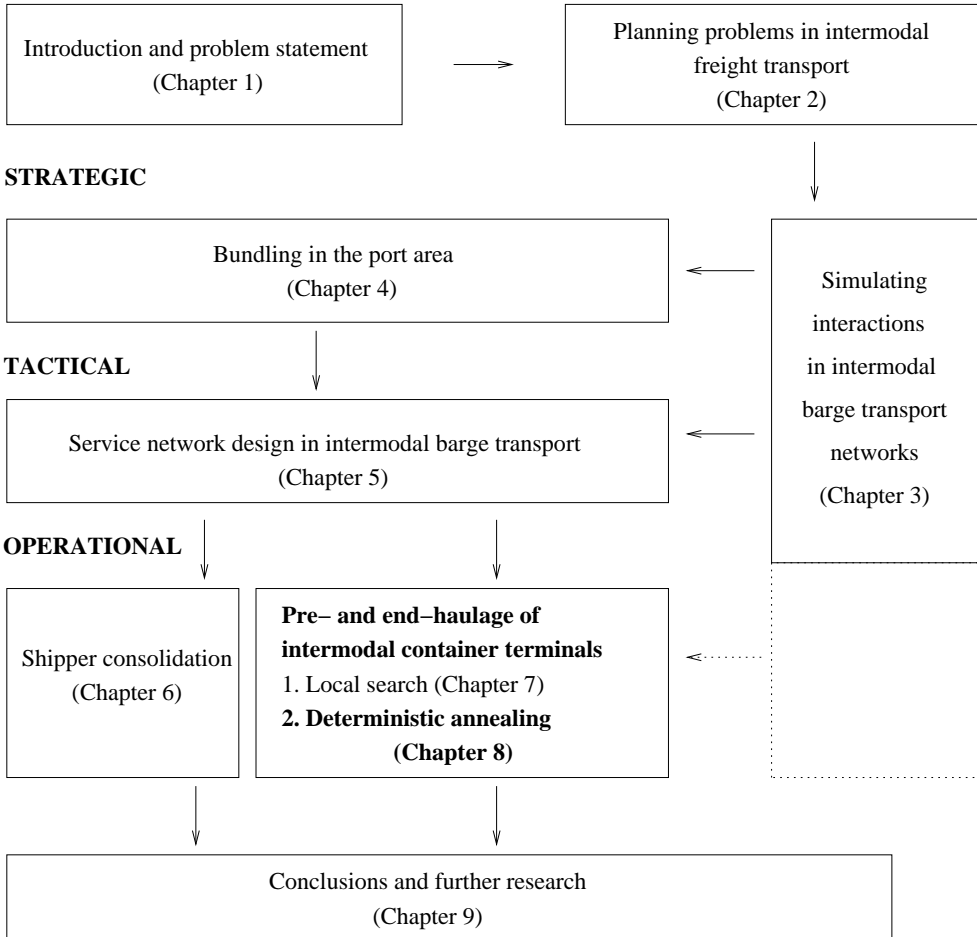 Introduction and problem statement
(Chapter 1)
Planning problems in intermodal
freight transport
(Chapter 2)
STRATEGIC
Bundling in the port area
(Chapter 4)
Simulating
interactions
in intermodal
barge transport
networks
(Chapter 3)
TACTICAL
Service network design in intermodal barge transport
(Chapter 5)
OPERATIONAL
Shipper consolidation
(Chapter 6)
Pre− and end−haulage of
intermodal container terminals
1. Local search (Chapter 7)
2. Deterministic annealing
(Chapter 8)
Conclusions and further research
(Chapter 9)